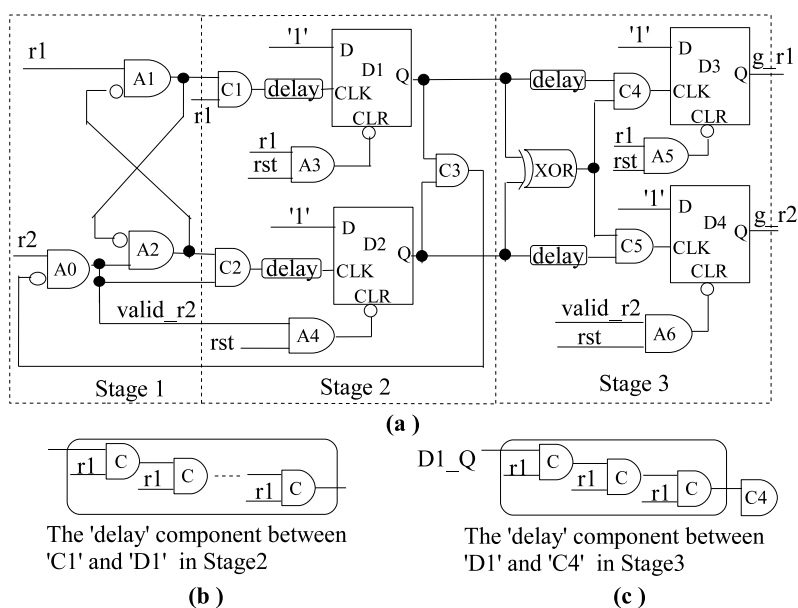 r1
A1
C1
r1
delay
'1'
D
D1
Q
CLK
CLR
r1
rst
A3
C3
delay
C4
XOR
'1'
D
D3
g_r1
Q
CLK
CLR
r1
rst
A5
r2
A0
A2
C2
delay
'1'
D
D2
Q
CLK
CLR
valid_r2
rst
A4
delay
C5
'1'
D
D4
g_r2
Q
CLK
CLR
valid_r2
rst
A6
Stage 1
Stage 2
Stage 3
(a )
r1
C
r1
C
r1
C
The 'delay' component between
'C1' and 'D1' in Stage2
(b )
D1_Q
r1
C
r1
C
r1
C
C4
The 'delay' component between
'D1' and 'C4' in Stage3
(c )